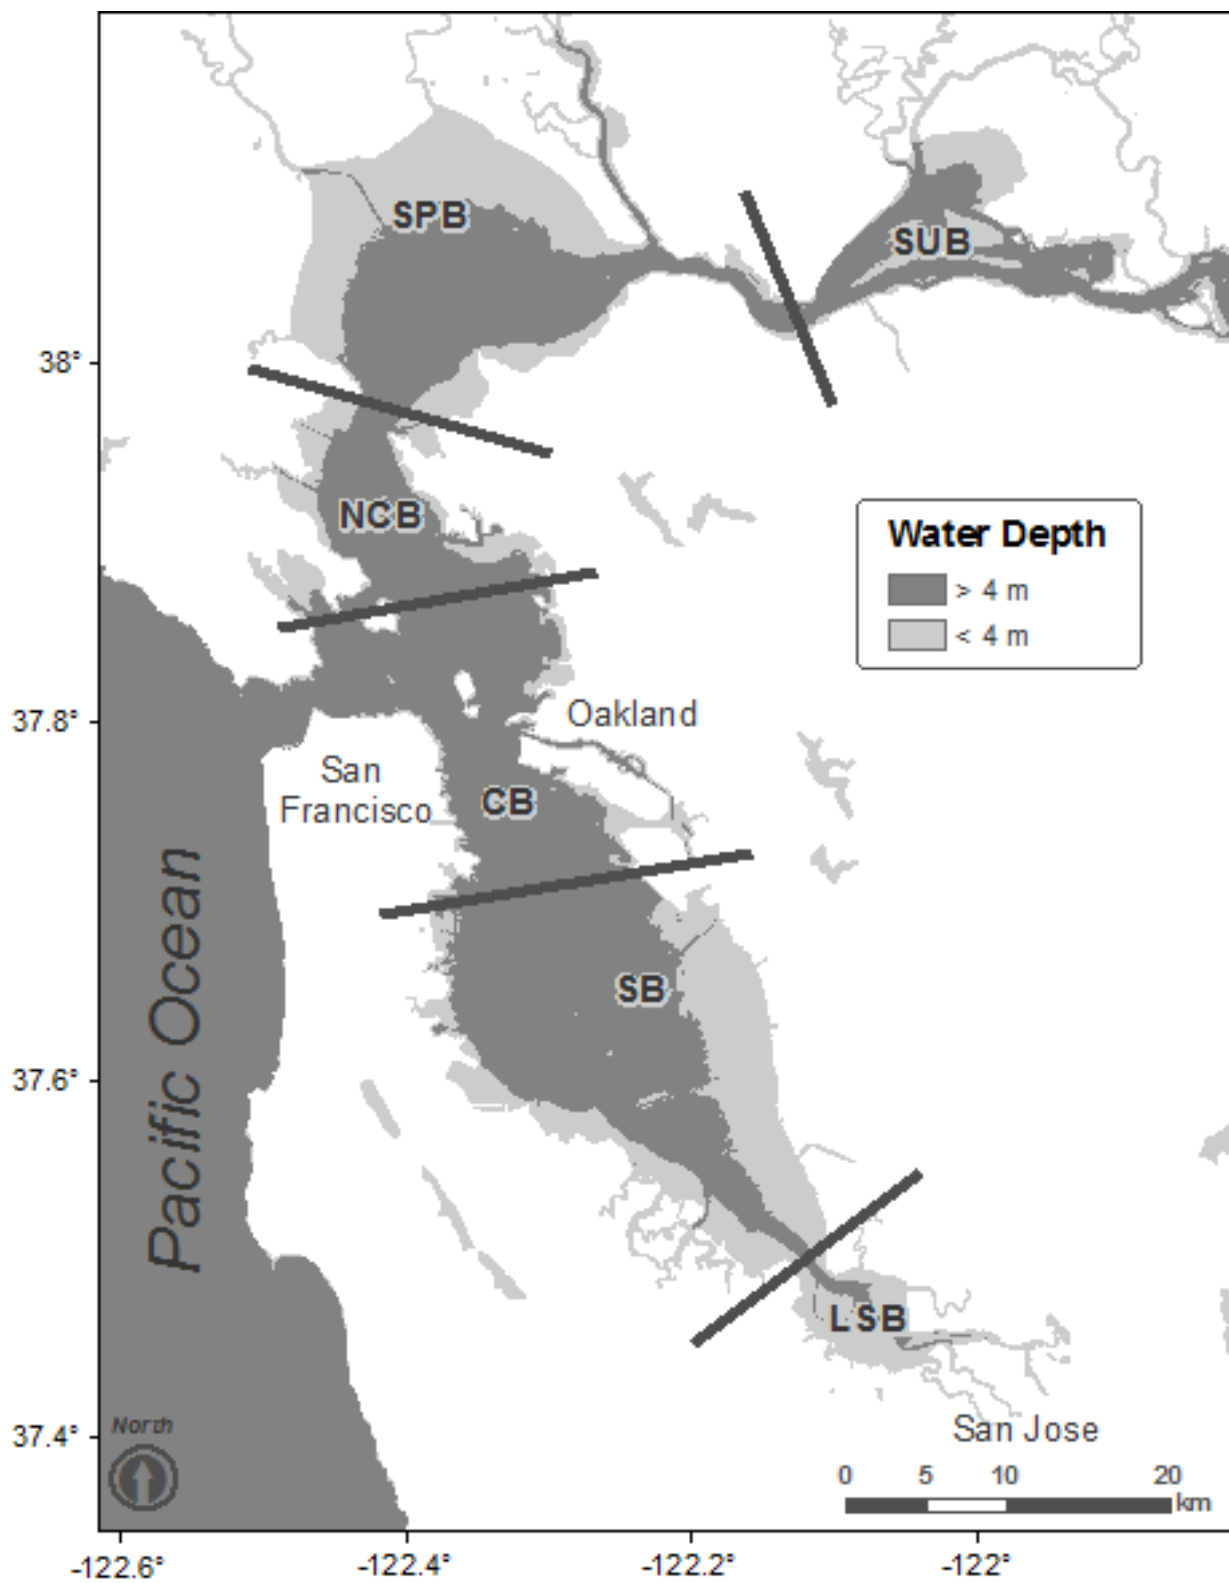 SPB
SUB
38°
NCB
Water Depth
> 4 m
< 4 m
Oakland
37.8°
San
Francisco
CB
Pacific Ocean
SB
37.6°
LSB
North
37.4°
San Jose
0 5 10 20
km
-122.6° -122.4° -122.2° -122°